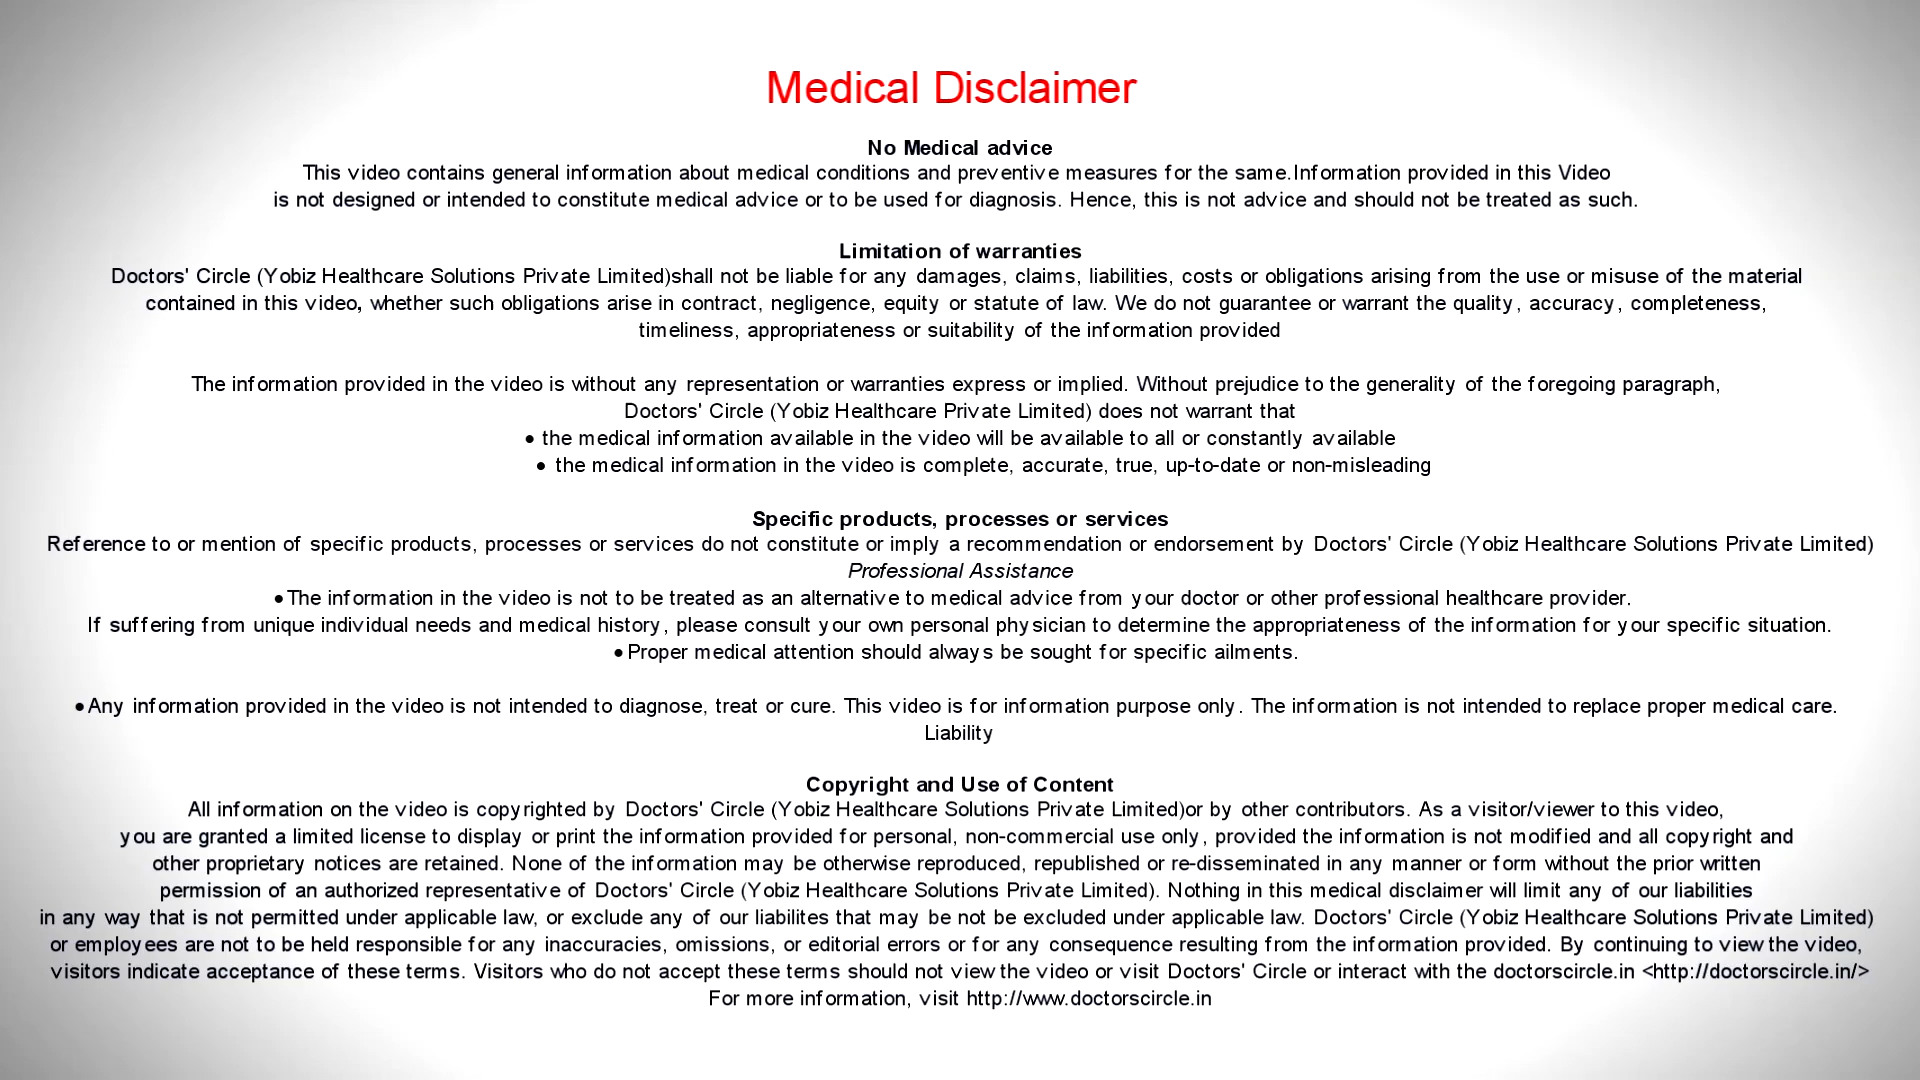 Medical Disclaimer
No Medical advice
This video contains general information about medical conditions and preventive measures for the same.Information provided in this Video
is not designed or intended to constitute medical advice or to be used for diagnosis. Hence, this is not advice and should not be treated as such.
Limitation of warranties
Doctors' Circle (Yobiz Healthcare Solutions Private Limited)shall not be liable for any damages, claims, liabilities, costs or obligations arising from the use or misuse of the material
contained in this video, whether such obligations arise in contract, negligence, equity or statute of law. We do not guarantee or warrant the quality, accuracy, completeness,
timeliness, appropriateness or suitability of the information provided
The information provided in the video is without any representation or warranties express or implied. Without prejudice to the generality of the foregoing paragraph,
Doctors' Circle (Yobiz Healthcare Private Limited) does not warrant that
• the medical information available in the video will be available to all or constantly available
• the medical information in the video is complete, accurate, true, up-to-date or non-misleading
Specific products, processes or services
Reference to or mention of specific products, processes or services do not constitute or imply a recommendation or endorsement by Doctors' Circle (Yobiz Healthcare Solutions Private Limited)
Professional Assistance
•The information in the video is not to be treated as an alternative to medical advice from your doctor or other professional healthcare provider.
If suffering from unique individual needs and medical history, please consult your own personal physician to determine the appropriateness of the information for your specific situation.
•Proper medical attention should always be sought for specific ailments.
•Any information provided in the video is not intended to diagnose, treat or cure. This video is for information purpose only. The information is not intended to replace proper medical care.
Liability
Copyright and Use of Content
All information on the video is copyrighted by Doctors' Circle (Yobiz Healthcare Solutions Private Limited)or by other contributors. As a visitor/viewer to this video,
you are granted a limited license to display or print the information provided for personal, non-commercial use only, provided the information is not modified and all copyright and
other proprietary notices are retained. None of the information may be otherwise reproduced, republished or re-disseminated in any manner or form without the prior written
permission of an authorized representative of Doctors' Circle (Yobiz Healthcare Solutions Private Limited). Nothing in this medical disclaimer will limit any of our liabilities
in any way that is not permitted under applicable law, or exclude any of our liabilites that may be not be excluded under applicable law. Doctors' Circle (Yobiz Healthcare Solutions Private Limited)
or employees are not to be held responsible for any inaccuracies, omissions, or editorial errors or for any consequence resulting from the information provided. By continuing to view the video,
visitors indicate acceptance of these terms. Visitors who do not accept these terms should not view the video or visit Doctors' Circle or interact with the doctorscircle.in <http://doctorscircle.in/>
For more information, visit http://www.doctorscircle.in